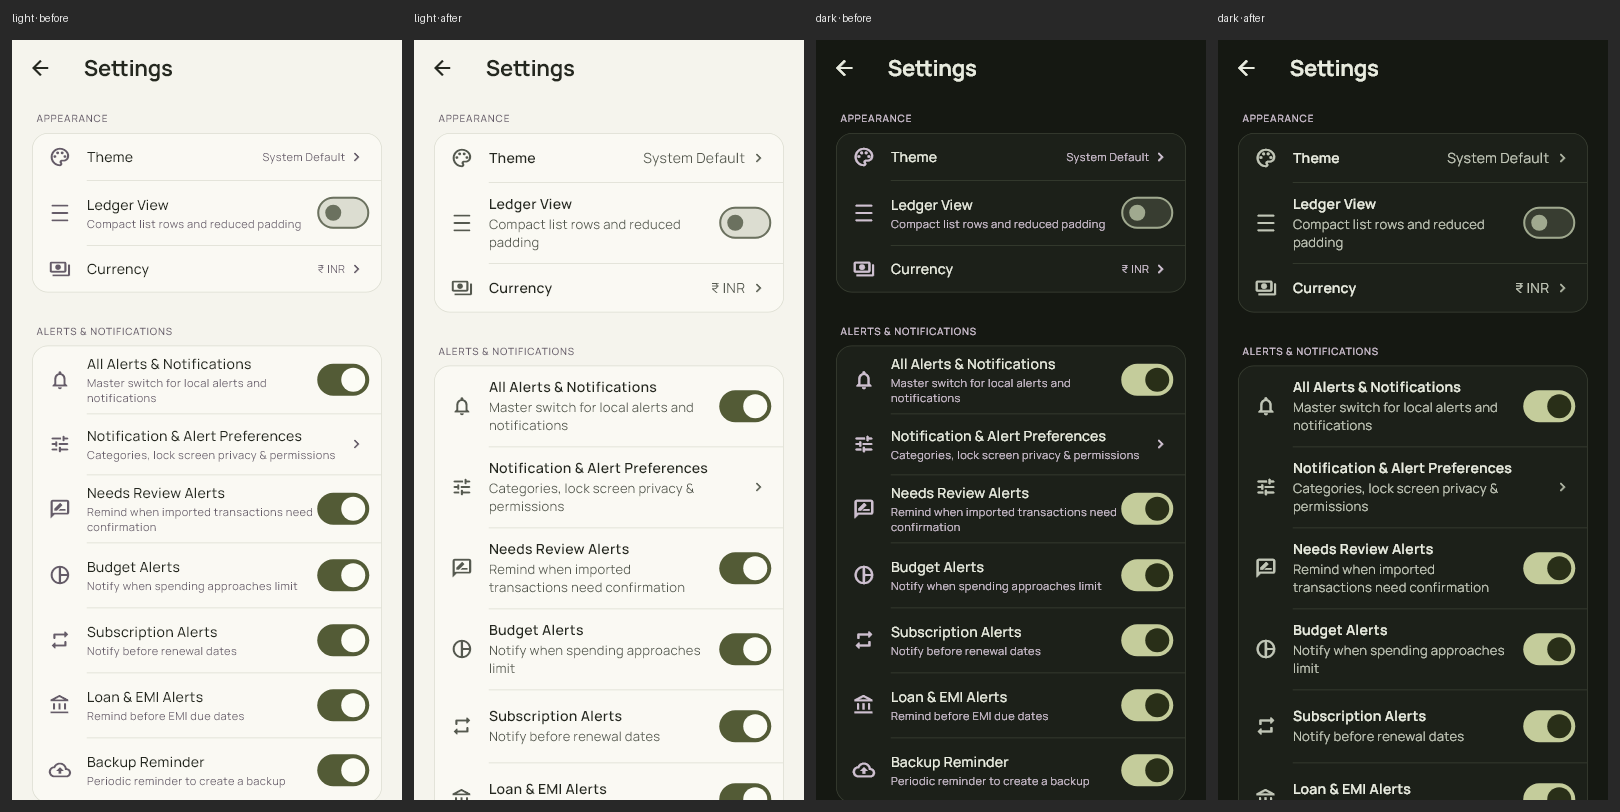 light·before
Settings
APPEARANCE
Theme
System Default
Ledger View
Compact list rows and reduced padding
Currency
₹ INR
ALERTS & NOTIFICATIONS
All Alerts & Notifications
Master switch for local alerts and
notifications
Notification & Alert Preferences
Categories, lock screen privacy & permissions
Needs Review Alerts
Remind when imported transactions need
confirmation
Budget Alerts
Notify when spending approaches limit
Subscription Alerts
Notify before renewal dates
Loan & EMI Alerts
Remind before EMI due dates
Backup Reminder
Periodic reminder to create a backup
light·after
Settings
APPEARANCE
Theme
System Default
Ledger View
Compact list rows and reduced
padding
Currency
₹ INR
ALERTS & NOTIFICATIONS
All Alerts & Notifications
Master switch for local alerts and
notifications
Notification & Alert Preferences
Categories, lock screen privacy &
permissions
Needs Review Alerts
Remind when imported
transactions need confirmation
Budget Alerts
Notify when spending approaches
limit
Subscription Alerts
Notify before renewal dates
Loan & EMI Alerts
dark·before
Settings
APPEARANCE
Theme
System Default
Ledger View
Compact list rows and reduced padding
Currency
₹ INR
ALERTS & NOTIFICATIONS
All Alerts & Notifications
Master switch for local alerts and
notifications
Notification & Alert Preferences
Categories, lock screen privacy & permissions
Needs Review Alerts
Remind when imported transactions need
confirmation
Budget Alerts
Notify when spending approaches limit
Subscription Alerts
Notify before renewal dates
Loan & EMI Alerts
Remind before EMI due dates
Backup Reminder
Periodic reminder to create a backup
dark·after
Settings
APPEARANCE
Theme
System Default
Ledger View
Compact list rows and reduced
padding
Currency
₹ INR
ALERTS & NOTIFICATIONS
All Alerts & Notifications
Master switch for local alerts and
notifications
Notification & Alert Preferences
Categories, lock screen privacy &
permissions
Needs Review Alerts
Remind when imported
transactions need confirmation
Budget Alerts
Notify when spending approaches
limit
Subscription Alerts
Notify before renewal dates
Loan & EMI Alerts